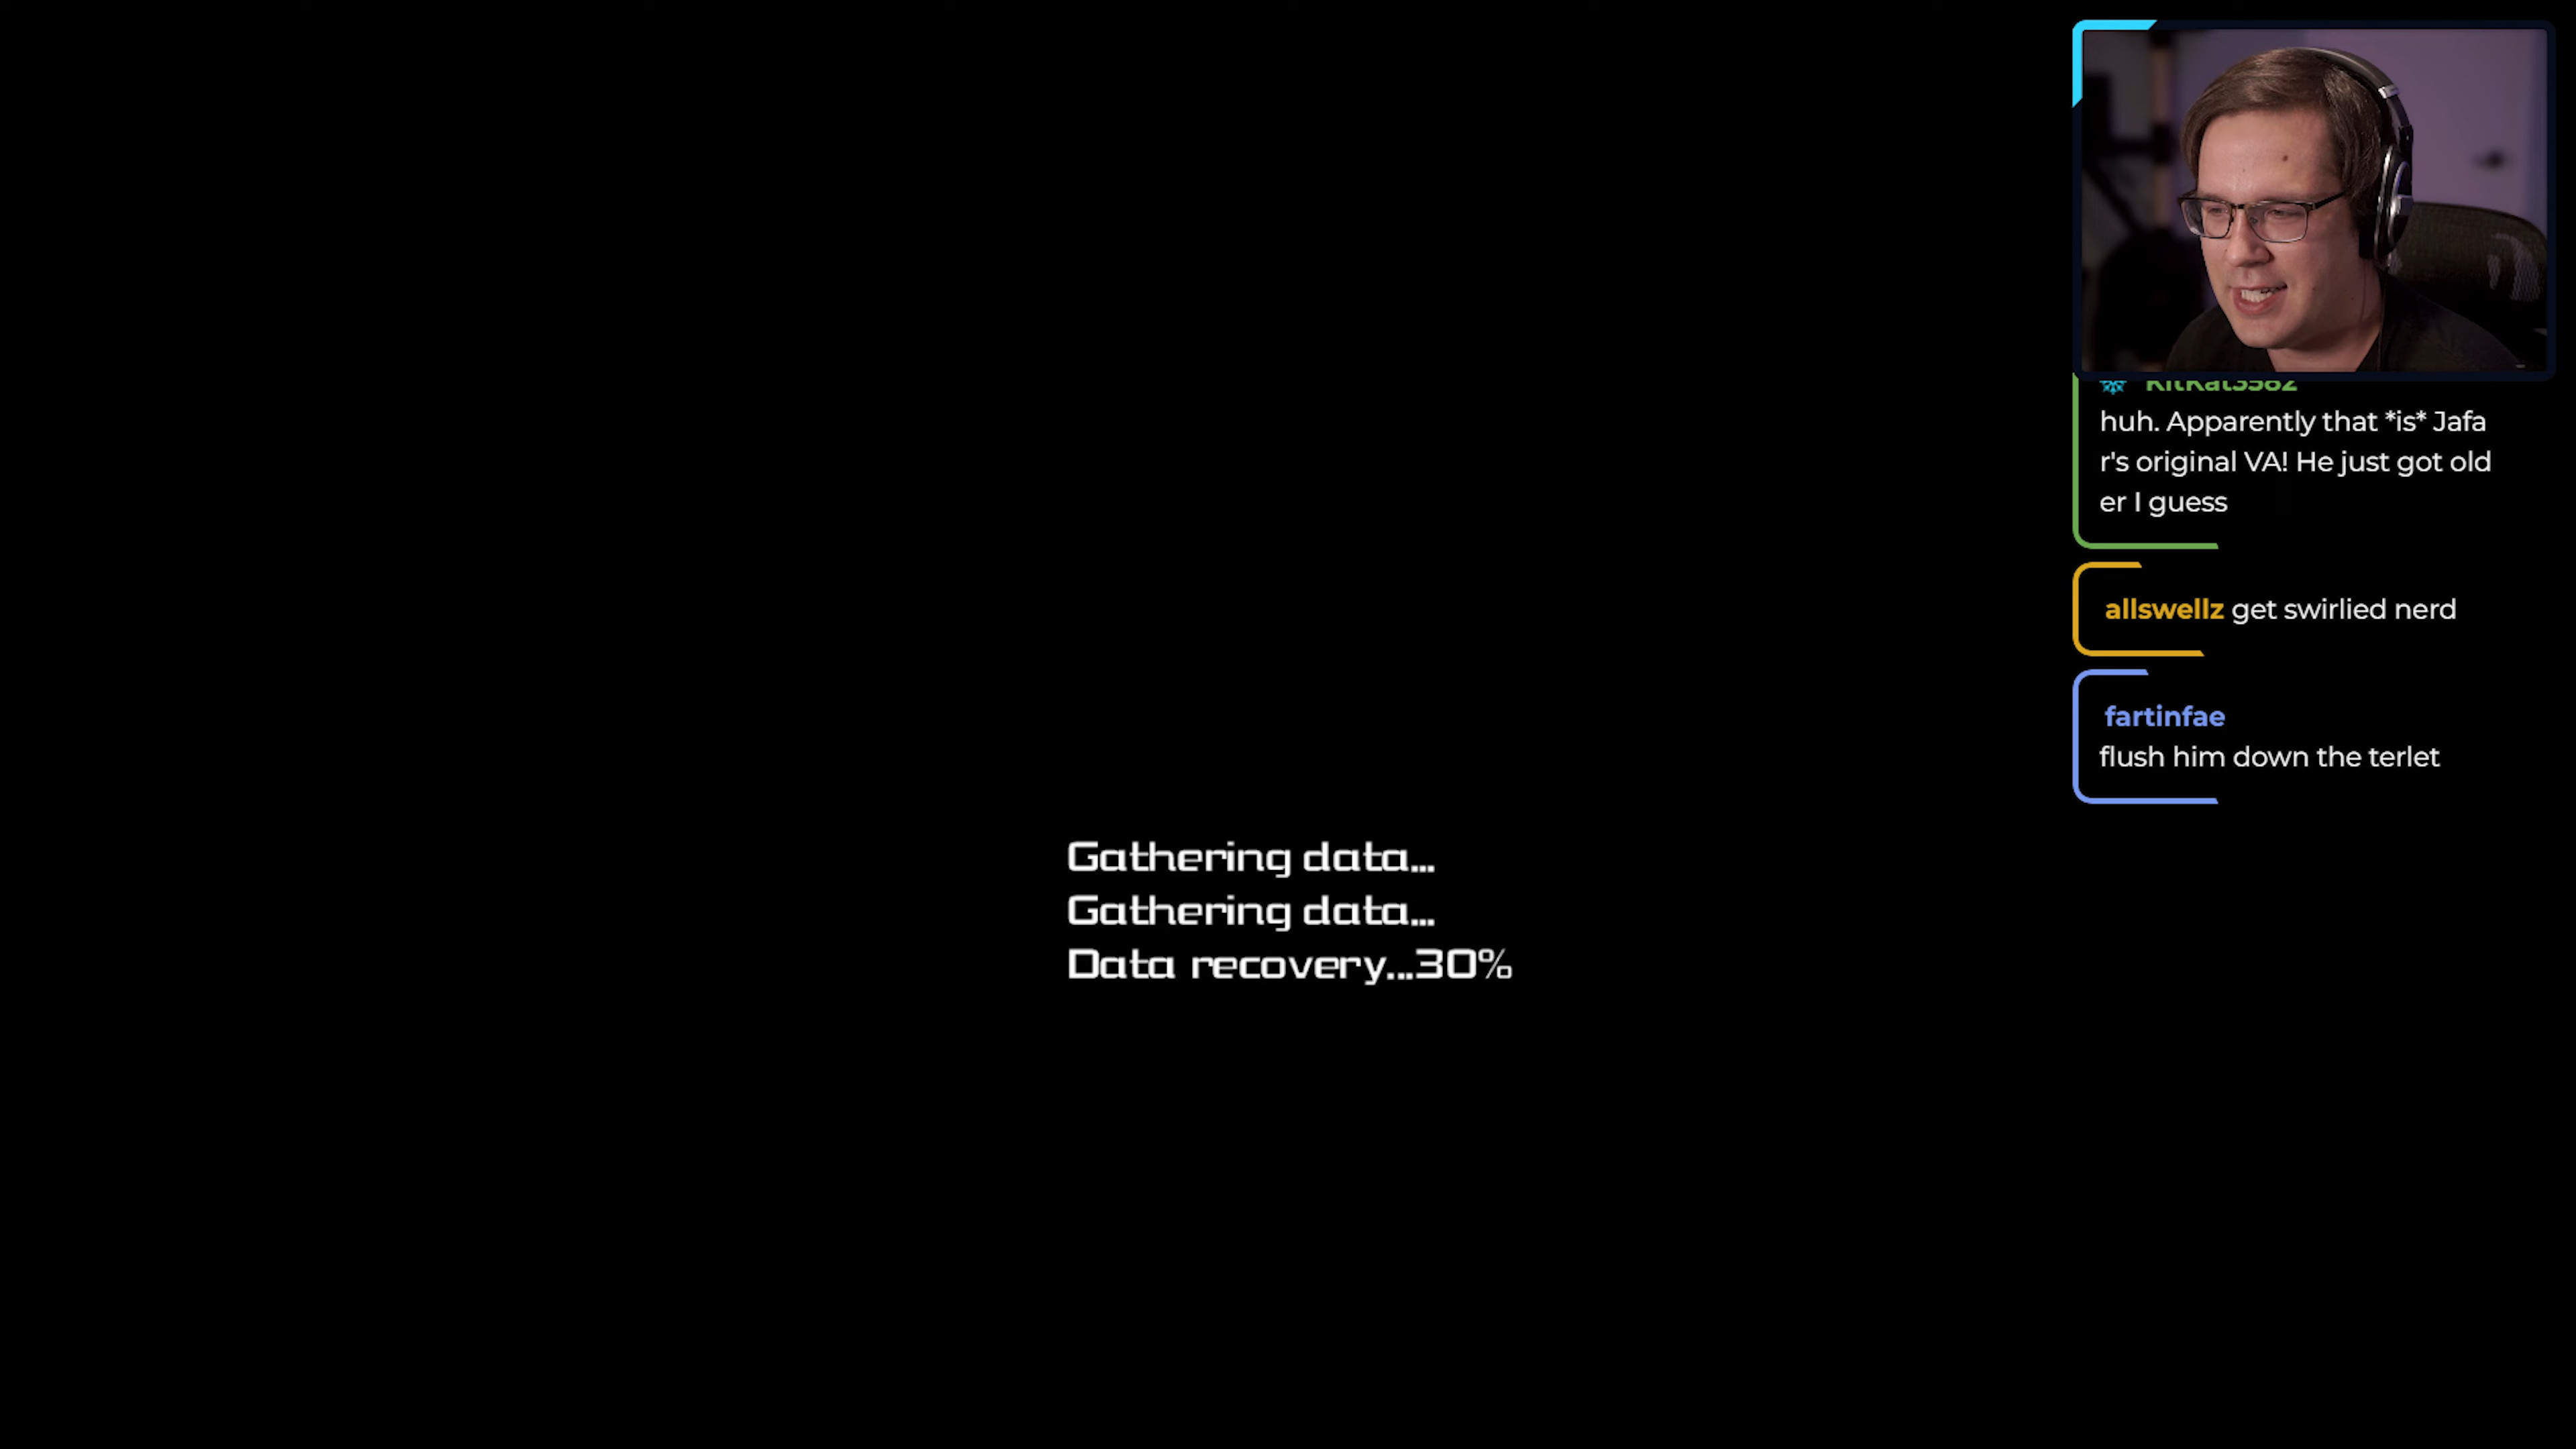 KitKat3582
huh. Apparently that *is* Jafa
r's original VA! He just got old
er I guess
allswellz get swirlied nerd
fartinfae
flush him down the terlet
Gathering data...
Gathering data...
Data recovery...30%